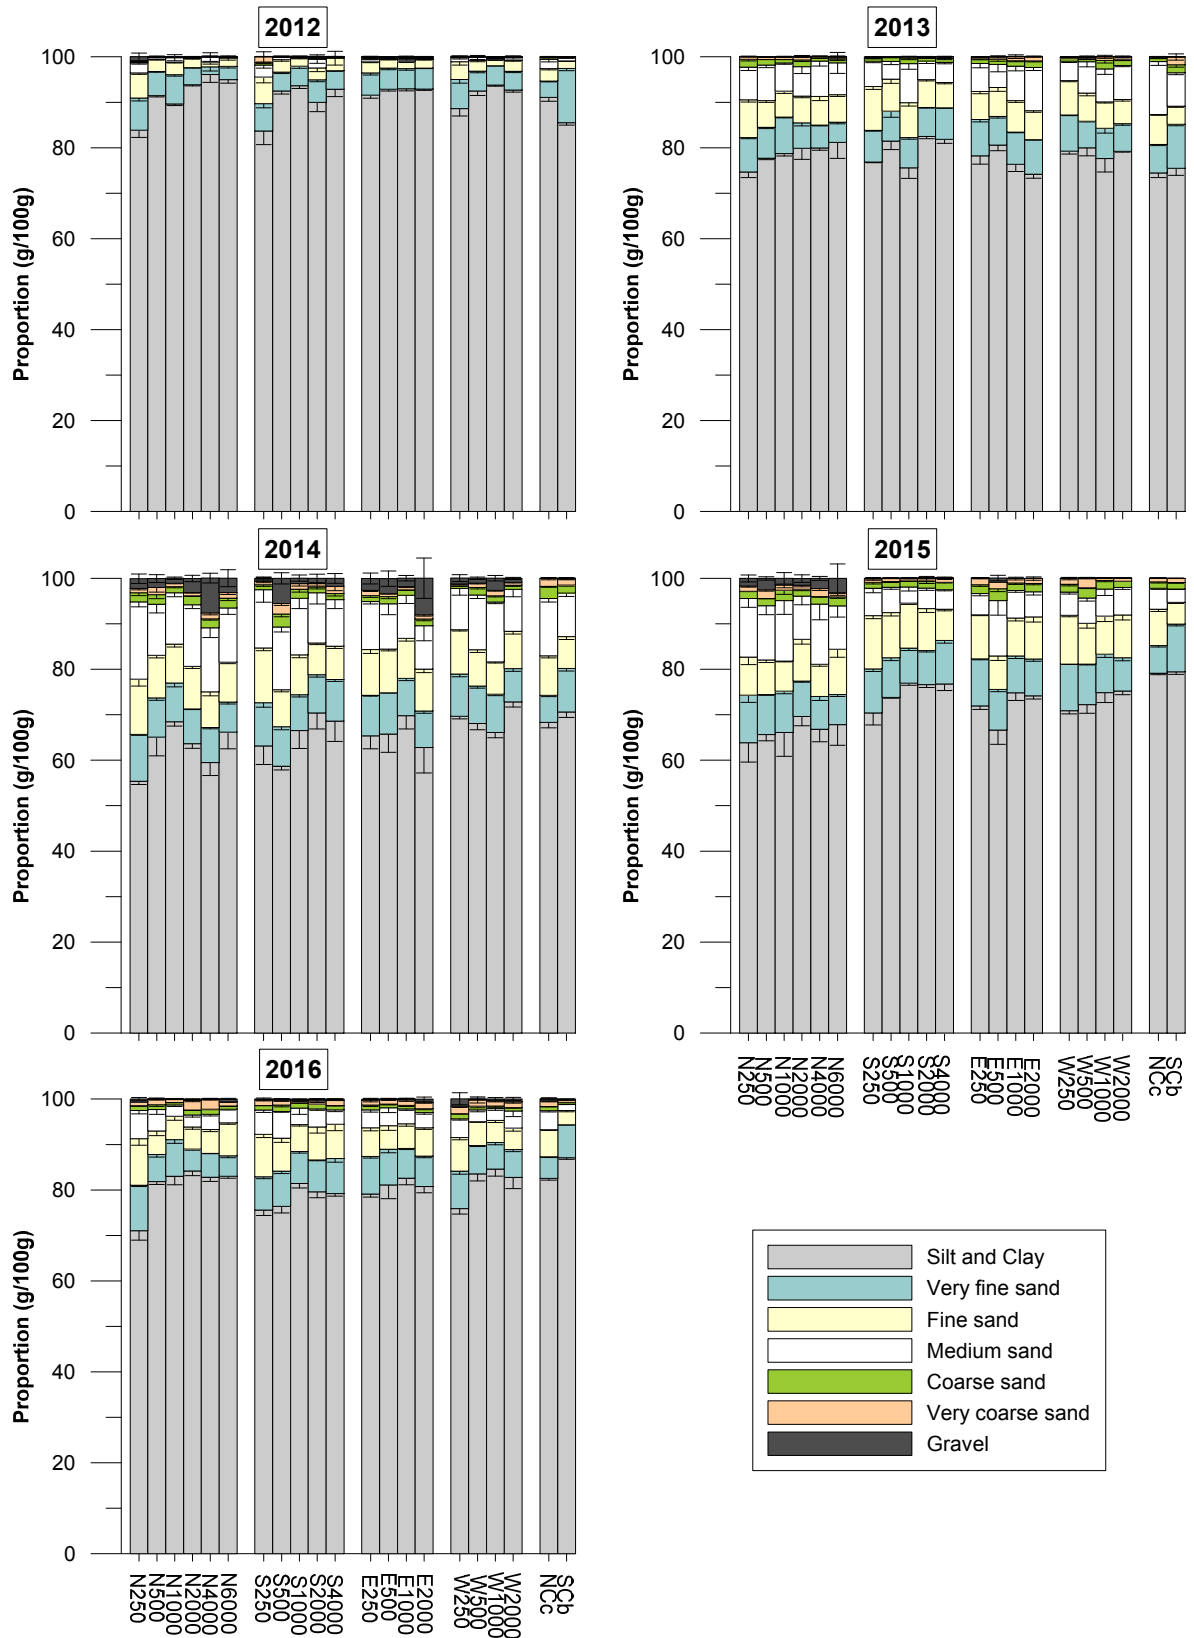 2012
2013
Proportion (g/100g)
100
80
60
40
20
0
Proportion (g/100g)
100
80
60
40
20
0
2014
2015
Proportion (g/100g)
100
80
60
40
20
0
Proportion (g/100g)
100
80
60
40
20
0
N250
N500
N1000
N2000
N4000
N6000
S250
S500
S1000
S2000
S4000
E250
E500
E1000
E2000
W250
W500
W1000
W2000
NCc
SCb
2016
Proportion (g/100g)
100
80
60
40
20
0
N250
N500
N1000
N2000
N4000
N6000
S250
S500
S1000
S2000
S4000
E250
E500
E1000
E2000
W250
W500
W1000
W2000
NCc
SCb
Silt and Clay
Very fine sand
Fine sand
Medium sand
Coarse sand
Very coarse sand
Gravel